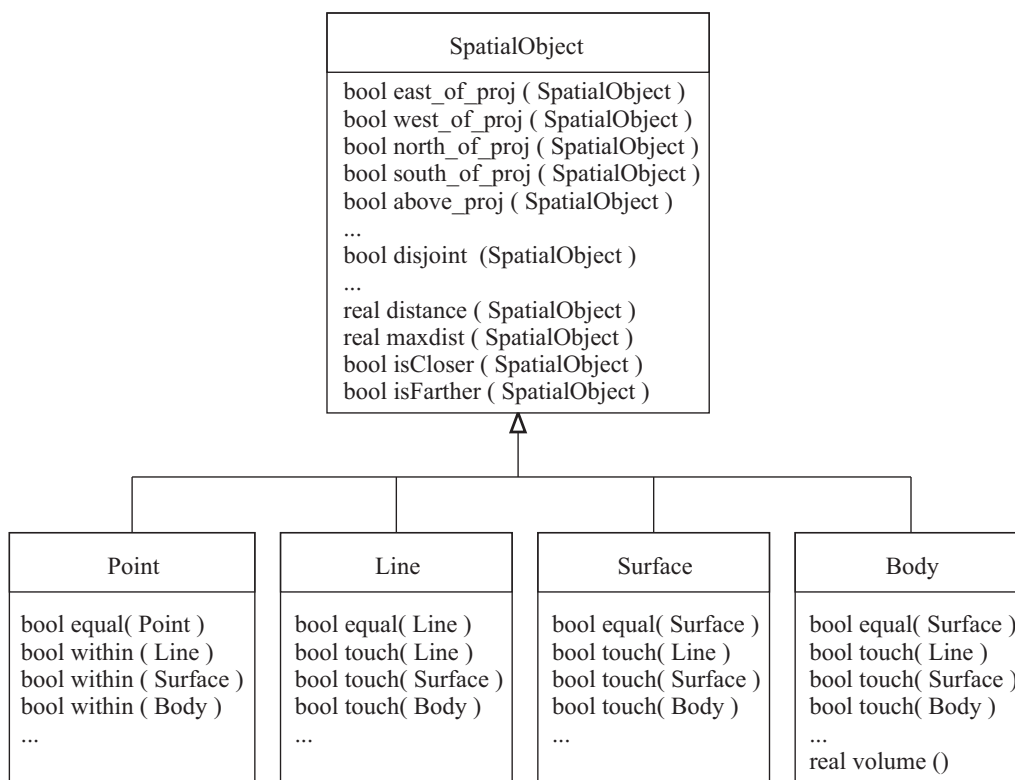 SpatialObject
bool east_of_proj ( SpatialObject )
bool west_of_proj ( SpatialObject )
bool north_of_proj ( SpatialObject )
bool south_of_proj ( SpatialObject )
bool above_proj ( SpatialObject )
...
bool disjoint (SpatialObject )
...
real distance ( SpatialObject )
real maxdist ( SpatialObject )
bool isCloser ( SpatialObject )
bool isFarther ( SpatialObject )
Point
bool equal( Point )
bool within ( Line )
bool within ( Surface )
bool within ( Body )
...
Line
bool equal( Line )
bool touch( Line )
bool touch( Surface )
bool touch( Body )
...
Surface
bool equal( Surface )
bool touch( Line )
bool touch( Surface )
bool touch( Body )
...
Body
bool equal( Surface )
bool touch( Line )
bool touch( Surface )
bool touch( Body )
...
real volume ()